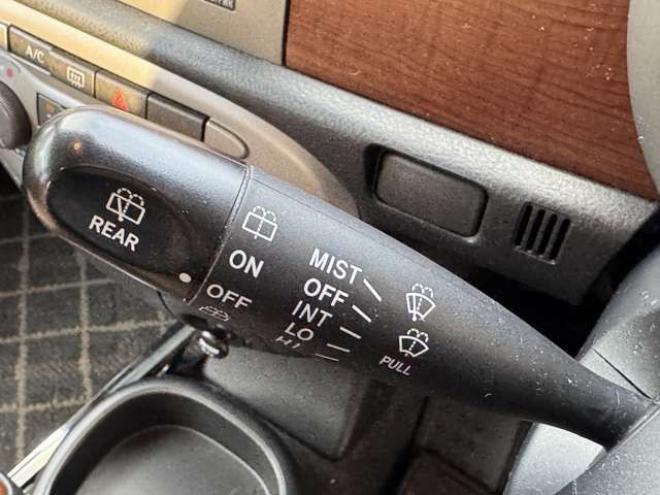 A/C
REAR
ON
OFF
MIST
OFF
INT
LO
HI
PULL